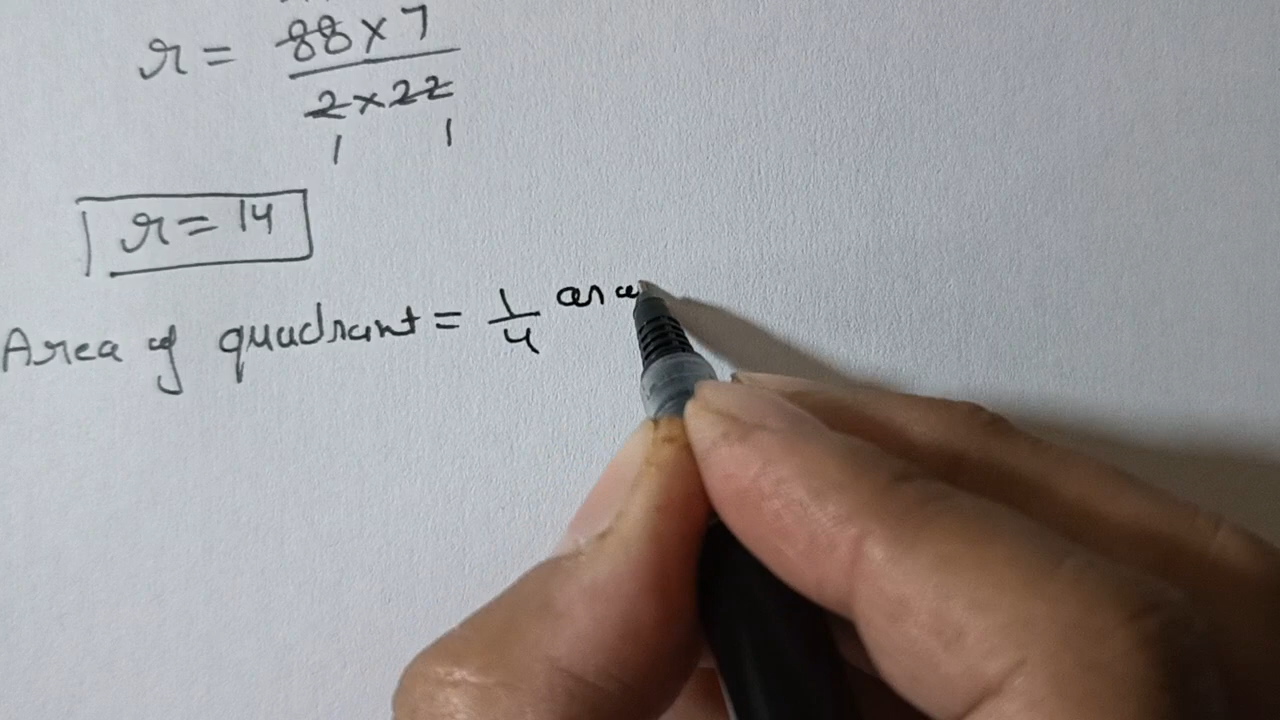 r = 88 x 7
2 x 22
1 1
r = 14
Area of quadrant = 1/4 area